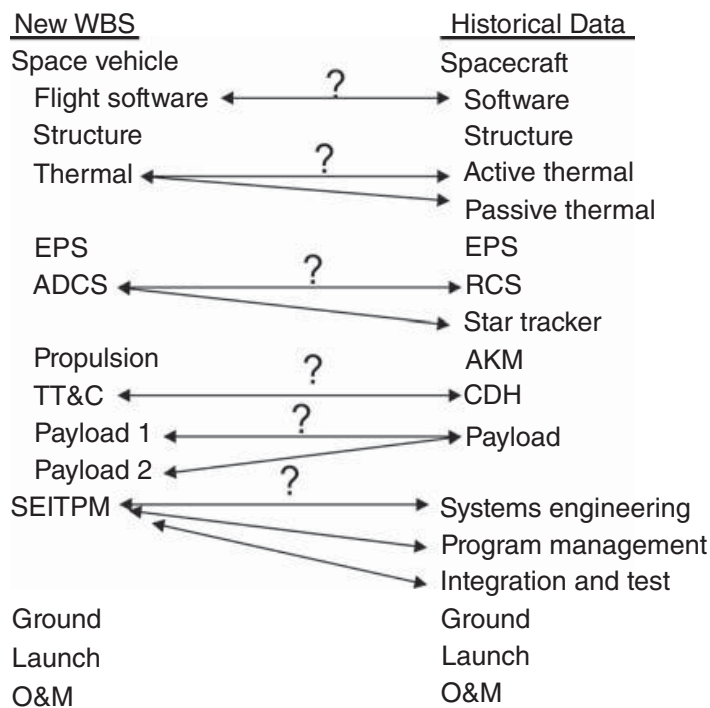 New WBS Historical Data
Space vehicle Spacecraft
Flight software ? Software
Structure Structure
Thermal ? Active thermal
Passive thermal
EPS EPS
ADCS ? RCS
Star tracker
Propulsion AKM
TT&C ? CDH
Payload 1 ? Payload
Payload 2
SEITPM ? Systems engineering
Program management
Integration and test
Ground Ground
Launch Launch
O&M O&M